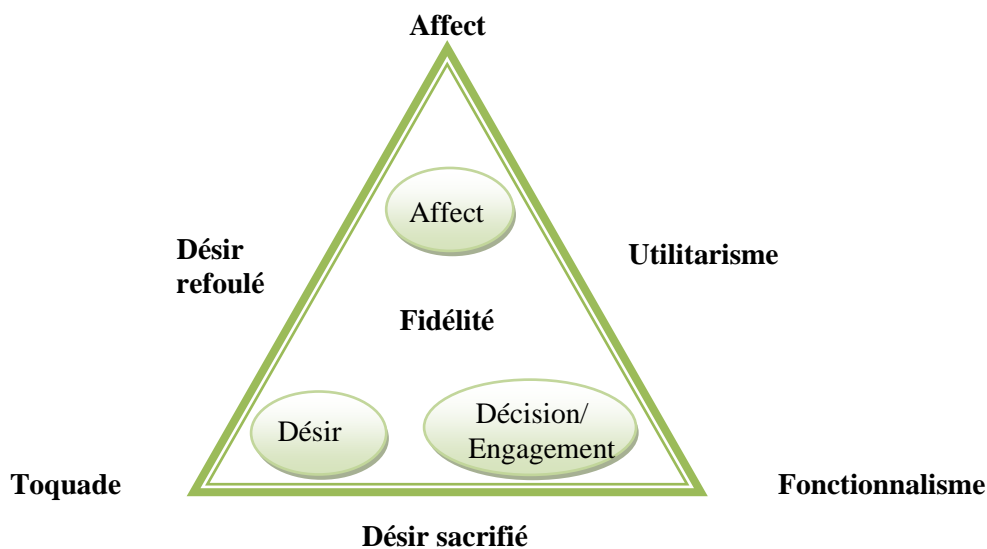 Affect
Affect
Désir
refoulé
Utilitarisme
Fidélité
Désir
Décision/
Engagement
Toquade
Fonctionnalisme
Désir sacrifié